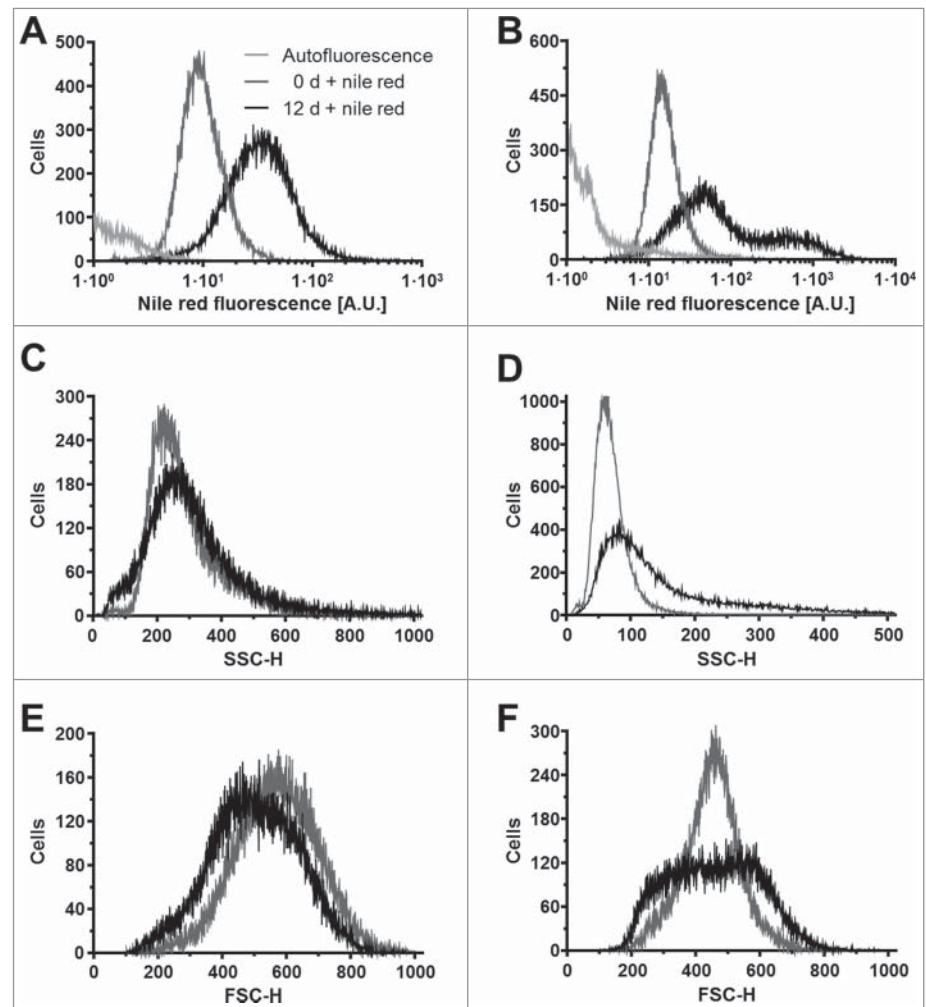 A
500
400
300
200
100
0
Cells
Autofluorescence
0 d + nile red
12 d + nile red
1·10⁰ 1·10¹ 1·10² 1·10³
Nile red fluorescence [A.U.]
B
600
450
300
150
0
Cells
1·10⁰ 1·10¹ 1·10² 1·10³ 1·10⁴
Nile red fluorescence [A.U.]
C
300
240
180
120
60
0
Cells
0 200 400 600 800 1000
SSC-H
D
1000
800
600
400
200
0
Cells
0 100 200 300 400 500
SSC-H
E
200
160
120
80
40
0
Cells
0 200 400 600 800 1000
FSC-H
F
300
240
180
120
60
0
Cells
0 200 400 600 800 1000
FSC-H